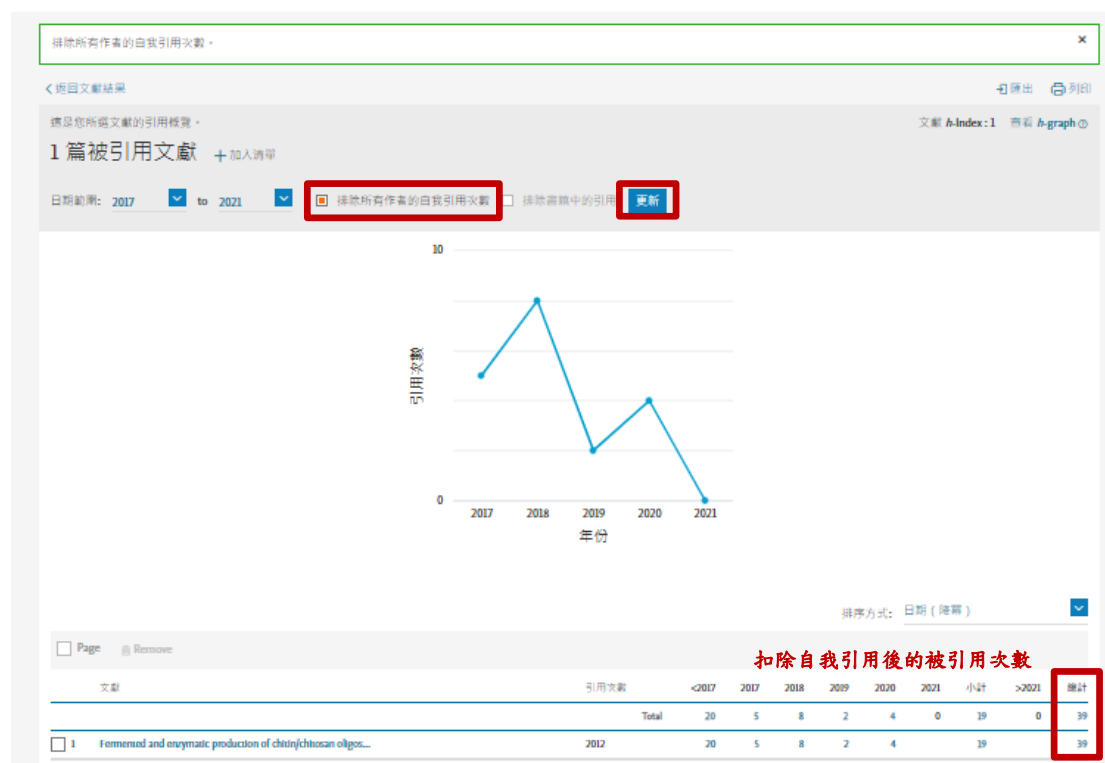 排除所有作者的自我引用次數。 ×
返回文獻結果 匯出 列印
這是您所選文獻的引用概覽。 文獻 h-Index : 1 查看 h-graph
1 篇被引用文獻 + 加入清單
日期範圍: 2017 to 2021 排除所有作者的自我引用次數 排除書籍中的引用 更新
10
引用次數
0
2017 2018 2019 2020 2021
年份
排序方式: 日期 ( 降冪 )
Page Remove
扣除自我引用後的被引用次數
文獻 引用次數 <2017 2017 2018 2019 2020 2021 小計 >2021 總計
Total 20 5 8 2 4 0 19 0 39
1 Fermented and enzymatic production of chitin/chitosan oligos... 2012 20 5 8 2 4 19 39